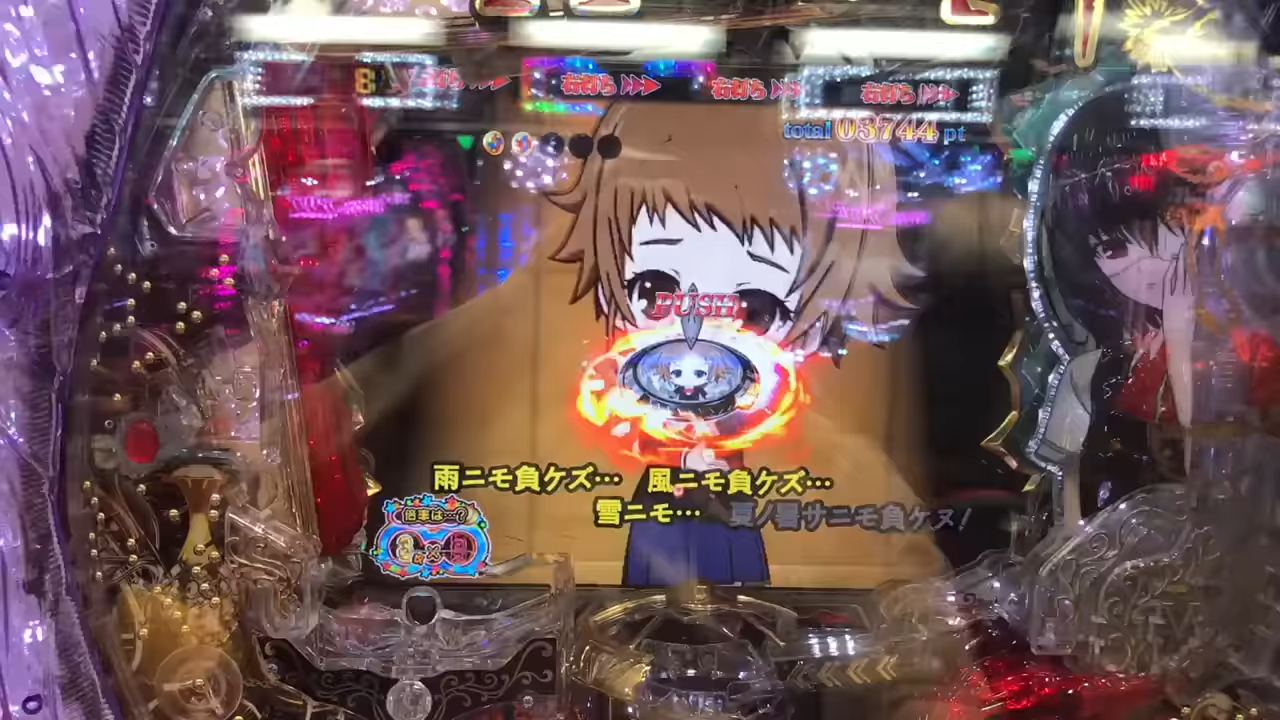 右打ち
右打ち
右打ち
右打ち
total 03744 pt
PUSH
雨ニモ負ケズ… 風ニモ負ケズ…
雪ニモ… 夏ノ暑サニモ負ケヌ!
倍率は…?